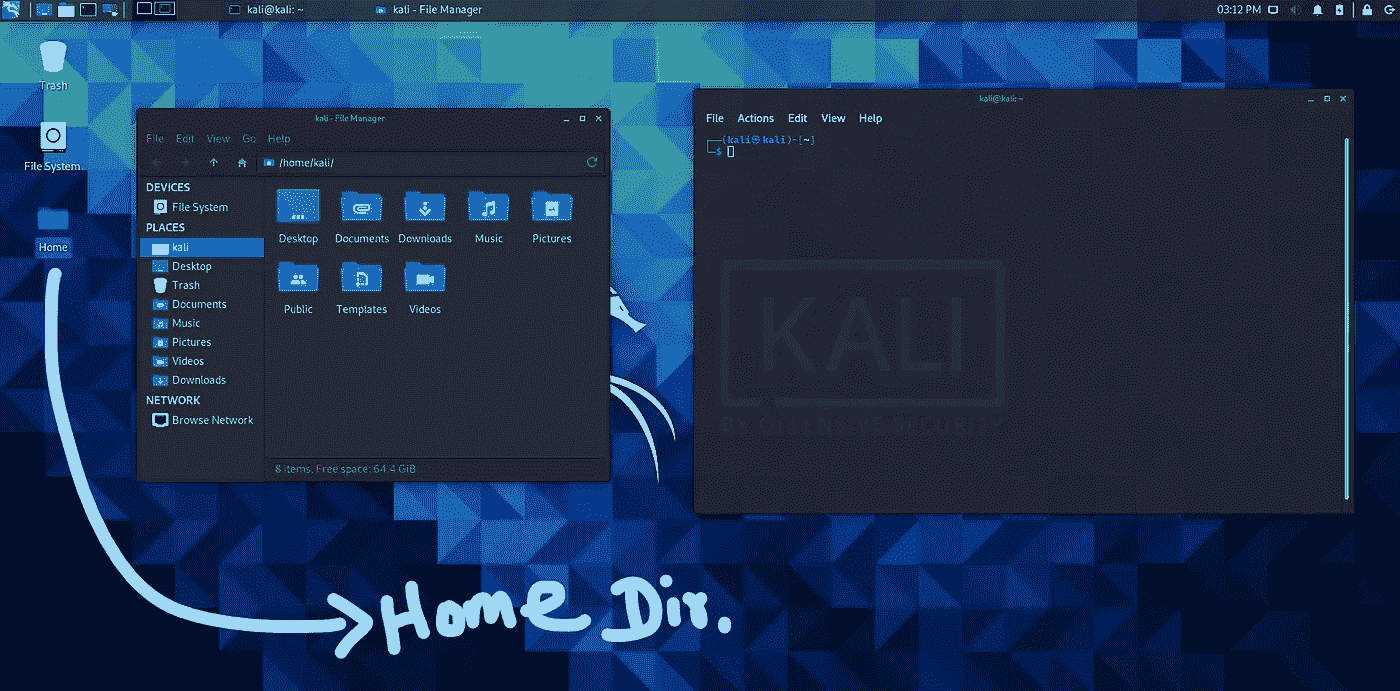 kali@kali: ~
kali - File Manager
03:12 PM
Trash
File System
Home
kali - File Manager
File Edit View Go Help
/home/kali/
DEVICES
File System
PLACES
kali
Desktop
Trash
Documents
Music
Pictures
Videos
Downloads
NETWORK
Browse Network
Desktop Documents Downloads Music Pictures
Public Templates Videos
8 items, Free space: 64.4 GiB
kali@kali: ~
File Actions Edit View Help
┌──(kali㉿kali)-[~]
└─$
KALI
BY OFFENSIVE SECURITY
Home Dir.